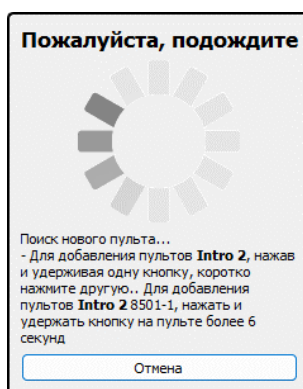 Пожалуйста, подождите
Поиск нового пульта...
- Для добавления пультов Intro 2, нажав
и удерживая одну кнопку, коротко
нажмите другую.. Для добавления
пультов Intro 2 8501-1, нажать и
удержать кнопку на пульте более 6
секунд
Отмена